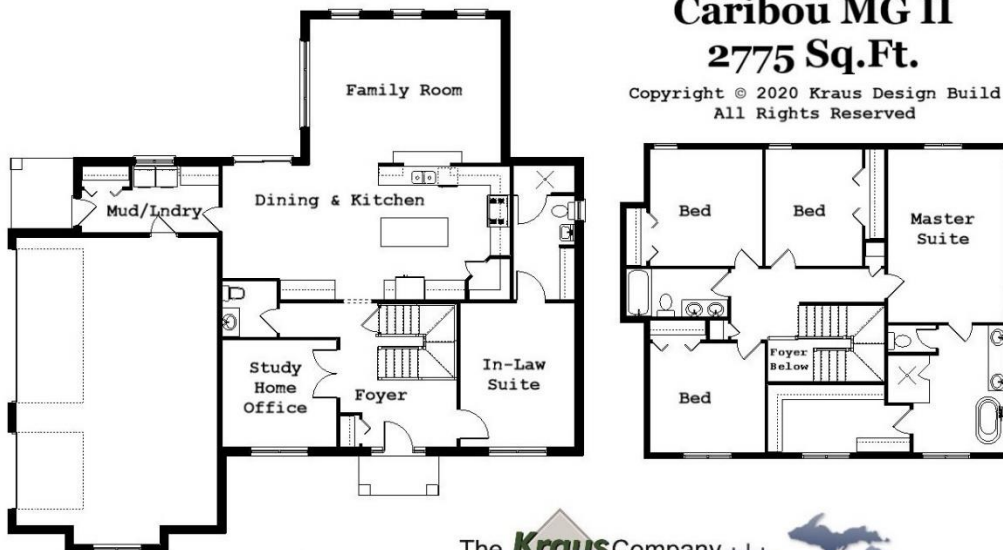 Caribou MG II
2775 Sq.Ft.
Copyright © 2020 Kraus Design Build
All Rights Reserved
Family Room
Mud/Lndry
Dining & Kitchen
Study
Home
Office
Foyer
In-Law
Suite
Bed
Bed
Master
Suite
Bed
Foyer
Below
The Kraus Company